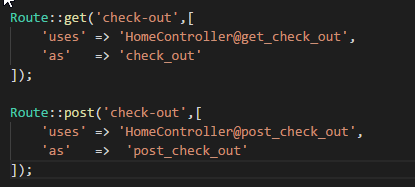 Route::get('check-out',[
'uses' => 'HomeController@get_check_out',
'as' => 'check_out'
]);
Route::post('check-out',[
'uses' => 'HomeController@post_check_out',
'as' => 'post_check_out'
]);